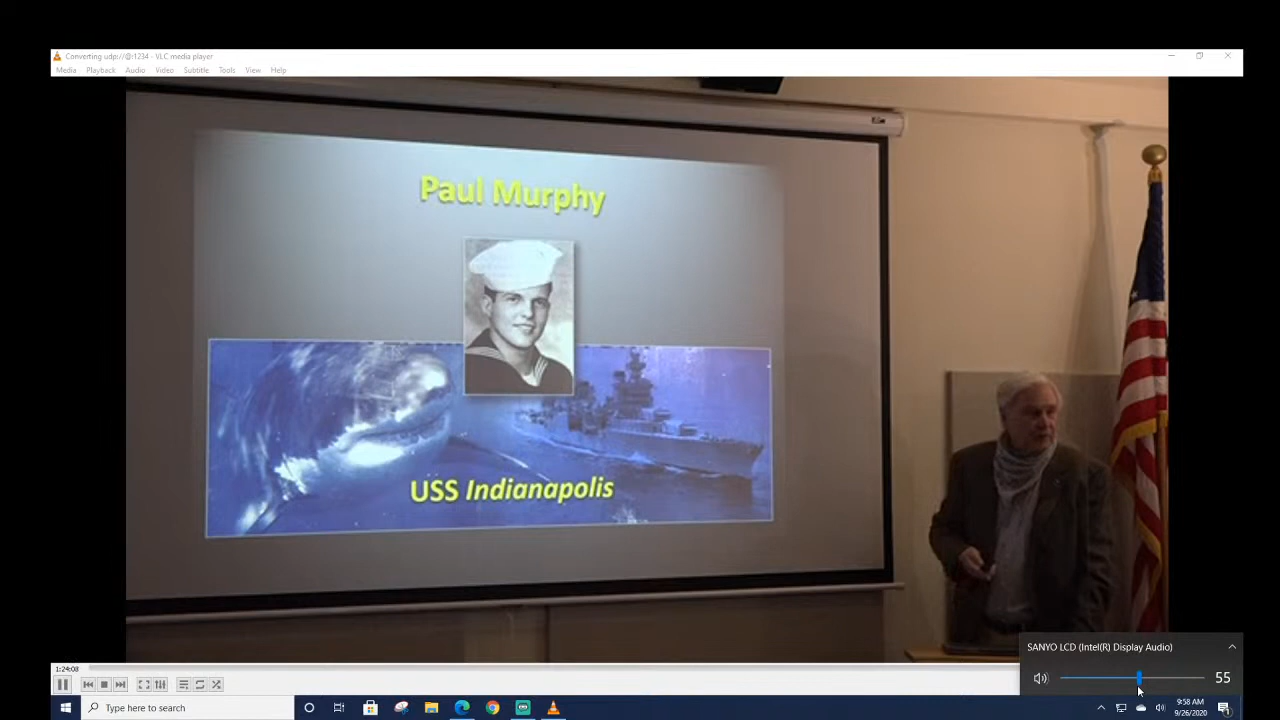 Converting udp://@:1234 - VLC media player
Media Playback Audio Video Subtitle Tools View Help
Paul Murphy
USS Indianapolis
1:24:08
SANYO LCD (Intel(R) Display Audio)
55
Type here to search
9:58 AM
9/26/2020